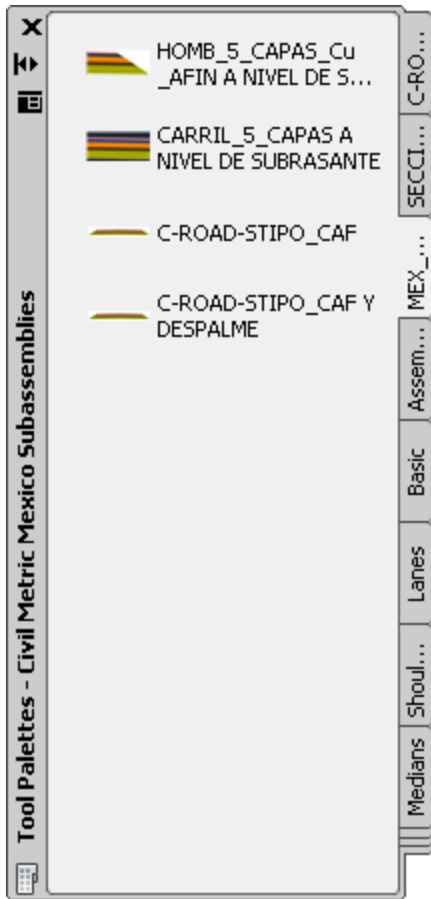 HOMB_5_CAPAS_Cu
_AFIN A NIVEL DE S...
CARRIL_5_CAPAS A
NIVEL DE SUBRASANTE
C-ROAD-STIPO_CAF
C-ROAD-STIPO_CAF Y
DESPALME
C-RO...
SECCI...
MEX_...
Assem...
Basic
Lanes
Shoul...
Medians
Tool Palettes - Civil Metric Mexico Subassemblies